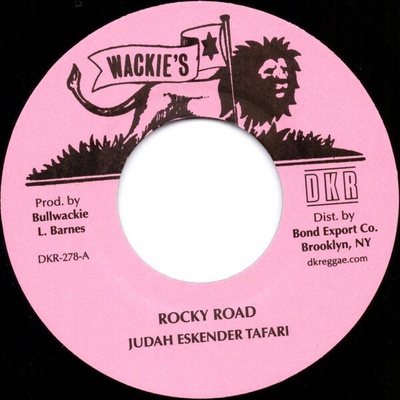 WACKIE'S
DKR
Prod. by
Bullwackie
L. Barnes
DKR-278-A
Dist. by
Bond Export Co.
Brooklyn, NY
dkreggae.com
ROCKY ROAD
JUDAH ESKENDER TAFARI